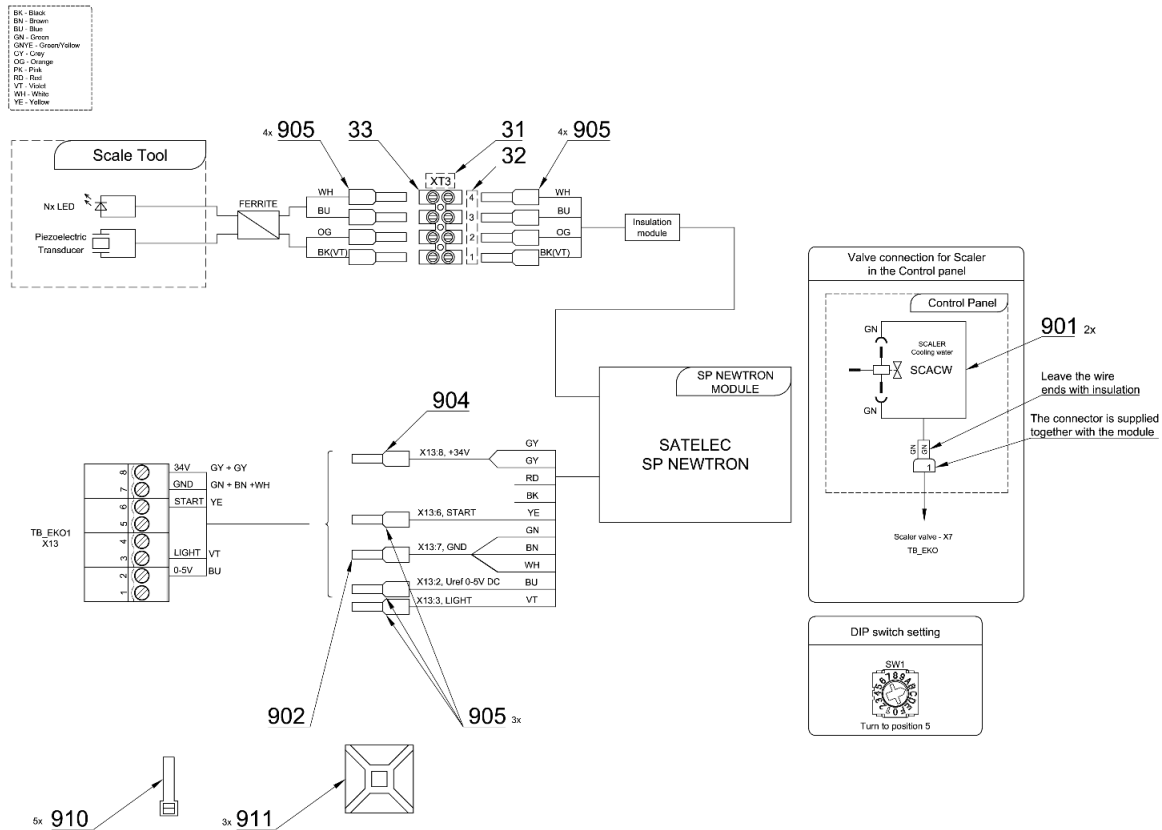 BK - Black
BN - Brown
BU - Blue
GN - Green
GNYE - Green/Yellow
GY - Grey
OG - Orange
PK - Pink
RD - Red
VT - Violet
WH - White
YE - Yellow
Scale Tool
Nx LED
Piezoelectric
Transducer
FERRITE
4x 905
33
31
32
4x 905
XT3
WH
BU
OG
BK(VT)
4
3
2
1
WH
BU
OG
BK(VT)
Insulation
module
Valve connection for Scaler
in the Control panel
Control Panel
GN
SCALER
Cooling water
SCACW
GN
GN
GN
1
Scaler valve - X7
TB_EKO
901 2x
Leave the wire
ends with insulation
The connector is supplied
together with the module
SP NEWTRON
MODULE
SATELEC
SP NEWTRON
904
X13:8, +34V
X13:6, START
X13:7, GND
X13:2, Uref 0-5V DC
X13:3, LIGHT
GY
GY
RD
BK
YE
GN
BN
WH
BU
VT
TB_EKO1
X13
8
7
6
5
4
3
2
1
34V GY + GY
GND GN + BN +WH
START YE
LIGHT VT
0-5V BU
902
905 3x
DIP switch setting
SW1
0123456789ABCDEF
Turn to position 5
5x 910
3x 911